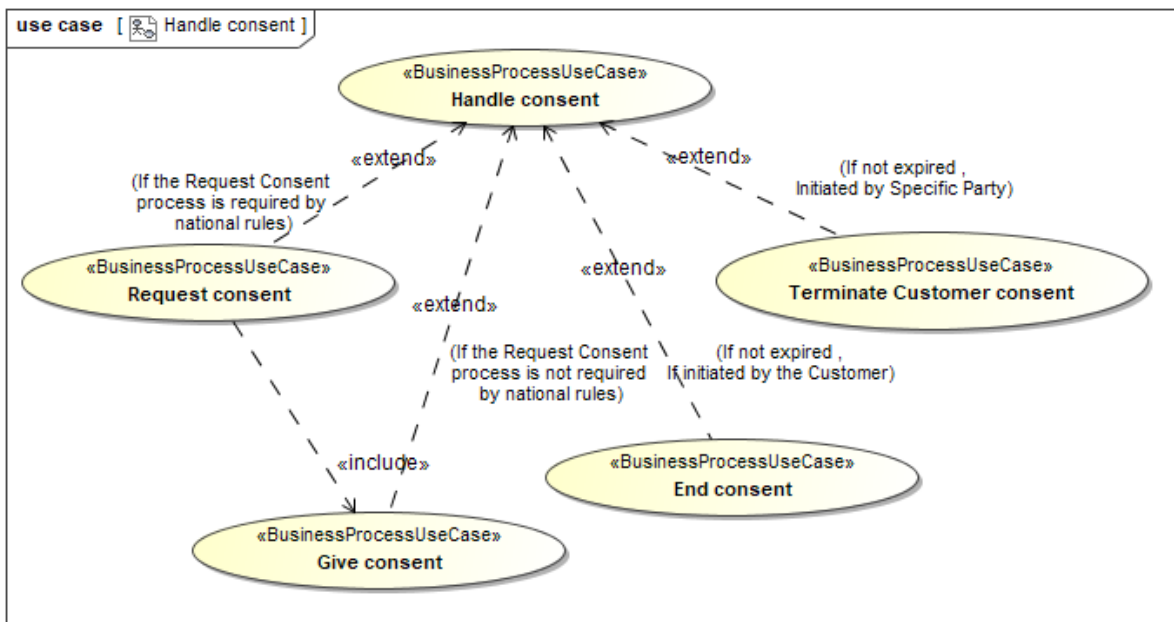 use case [ Handle consent ]
«BusinessProcessUseCase»
Handle consent
«extend»
(If the Request Consent
process is required by
national rules)
«extend»
(If not expired ,
Initiated by Specific Party)
«BusinessProcessUseCase»
Request consent
«extend»
«BusinessProcessUseCase»
Terminate Customer consent
«extend»
(If the Request Consent
process is not required
by national rules)
(If not expired ,
If initiated by the Customer)
«include»
«BusinessProcessUseCase»
End consent
«BusinessProcessUseCase»
Give consent